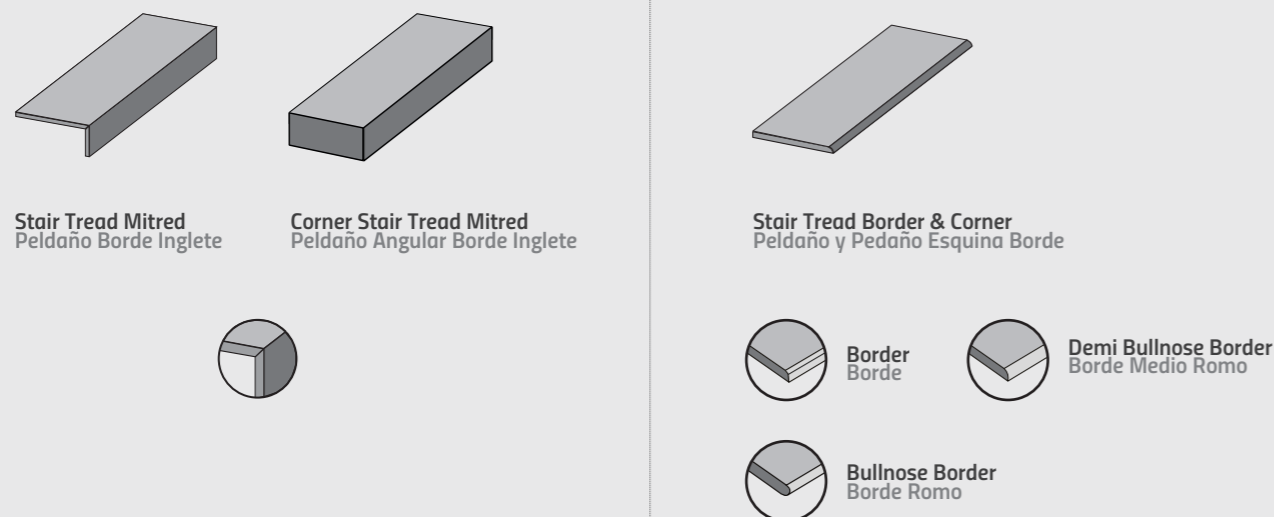 Stair Tread Mitred
Peldaño Borde Inglete
Corner Stair Tread Mitred
Peldaño Angular Borde Inglete
Stair Tread Border & Corner
Peldaño y Pedaño Esquina Borde
Border
Borde
Demi Bullnose Border
Borde Medio Romo
Bullnose Border
Borde Romo